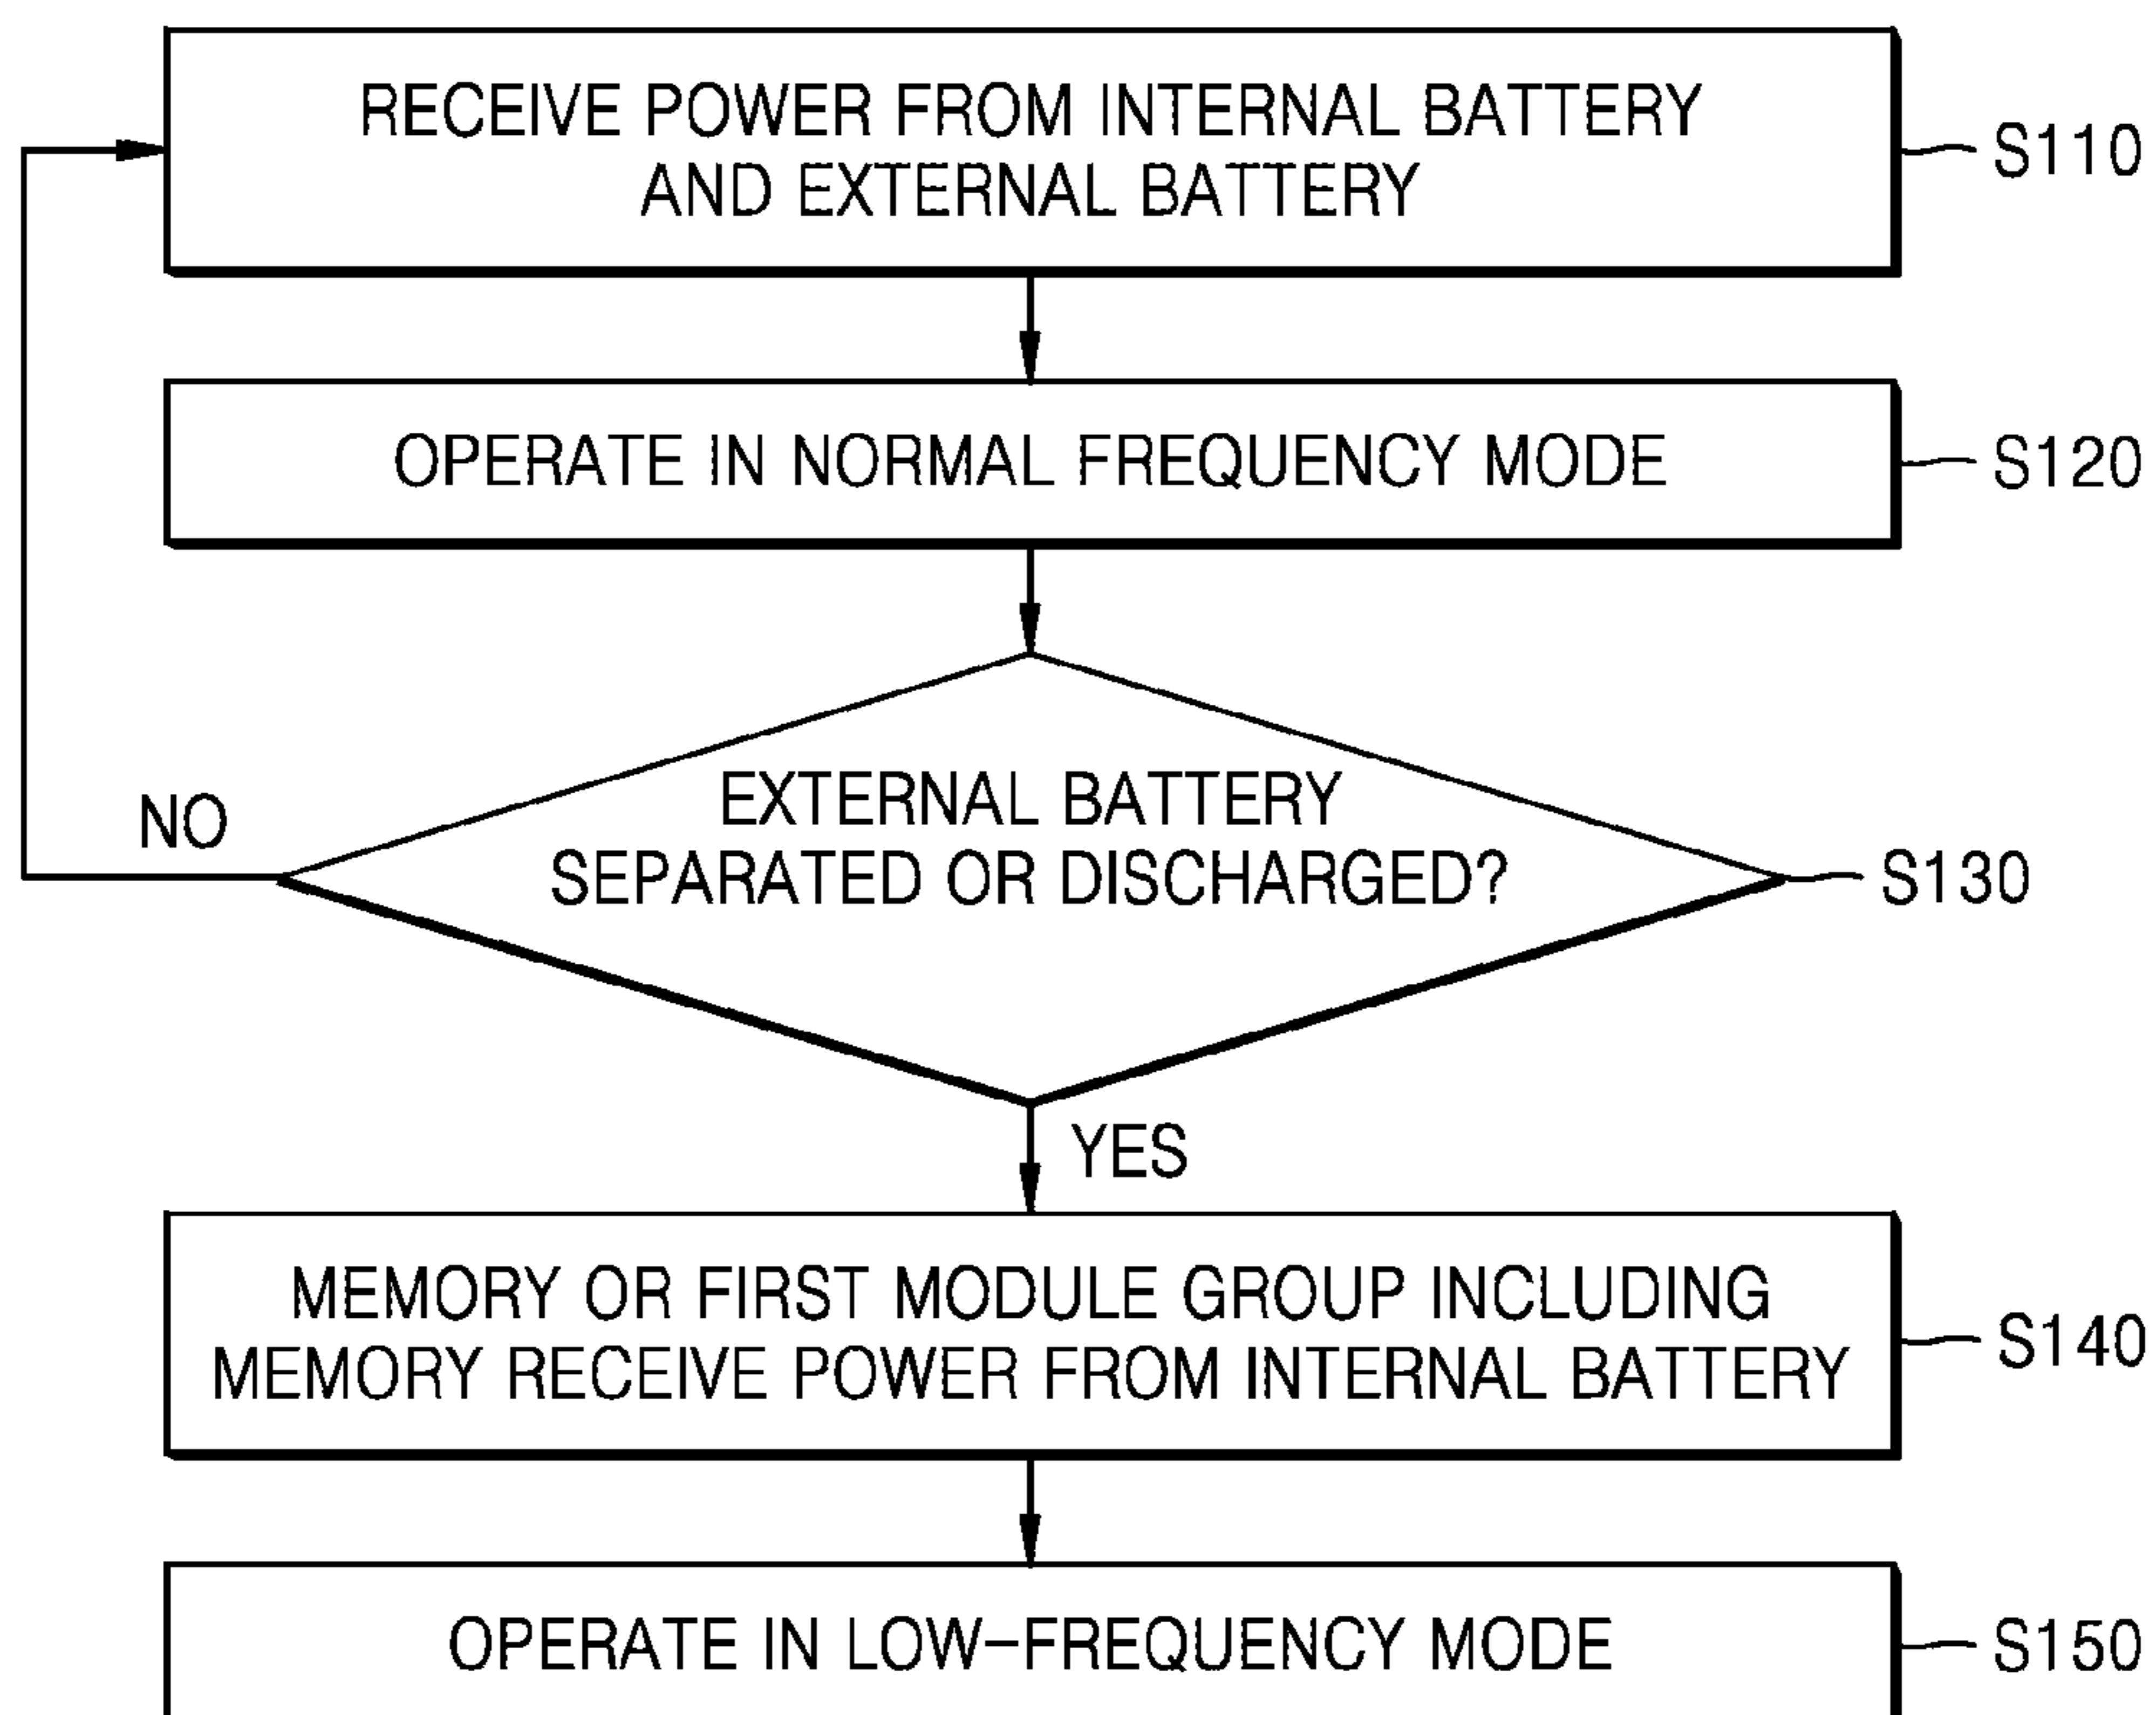 RECEIVE POWER FROM INTERNAL BATTERY
AND EXTERNAL BATTERY
S110
OPERATE IN NORMAL FREQUENCY MODE
S120
EXTERNAL BATTERY
SEPARATED OR DISCHARGED?
S130
NO
YES
MEMORY OR FIRST MODULE GROUP INCLUDING
MEMORY RECEIVE POWER FROM INTERNAL BATTERY
S140
OPERATE IN LOW-FREQUENCY MODE
S150